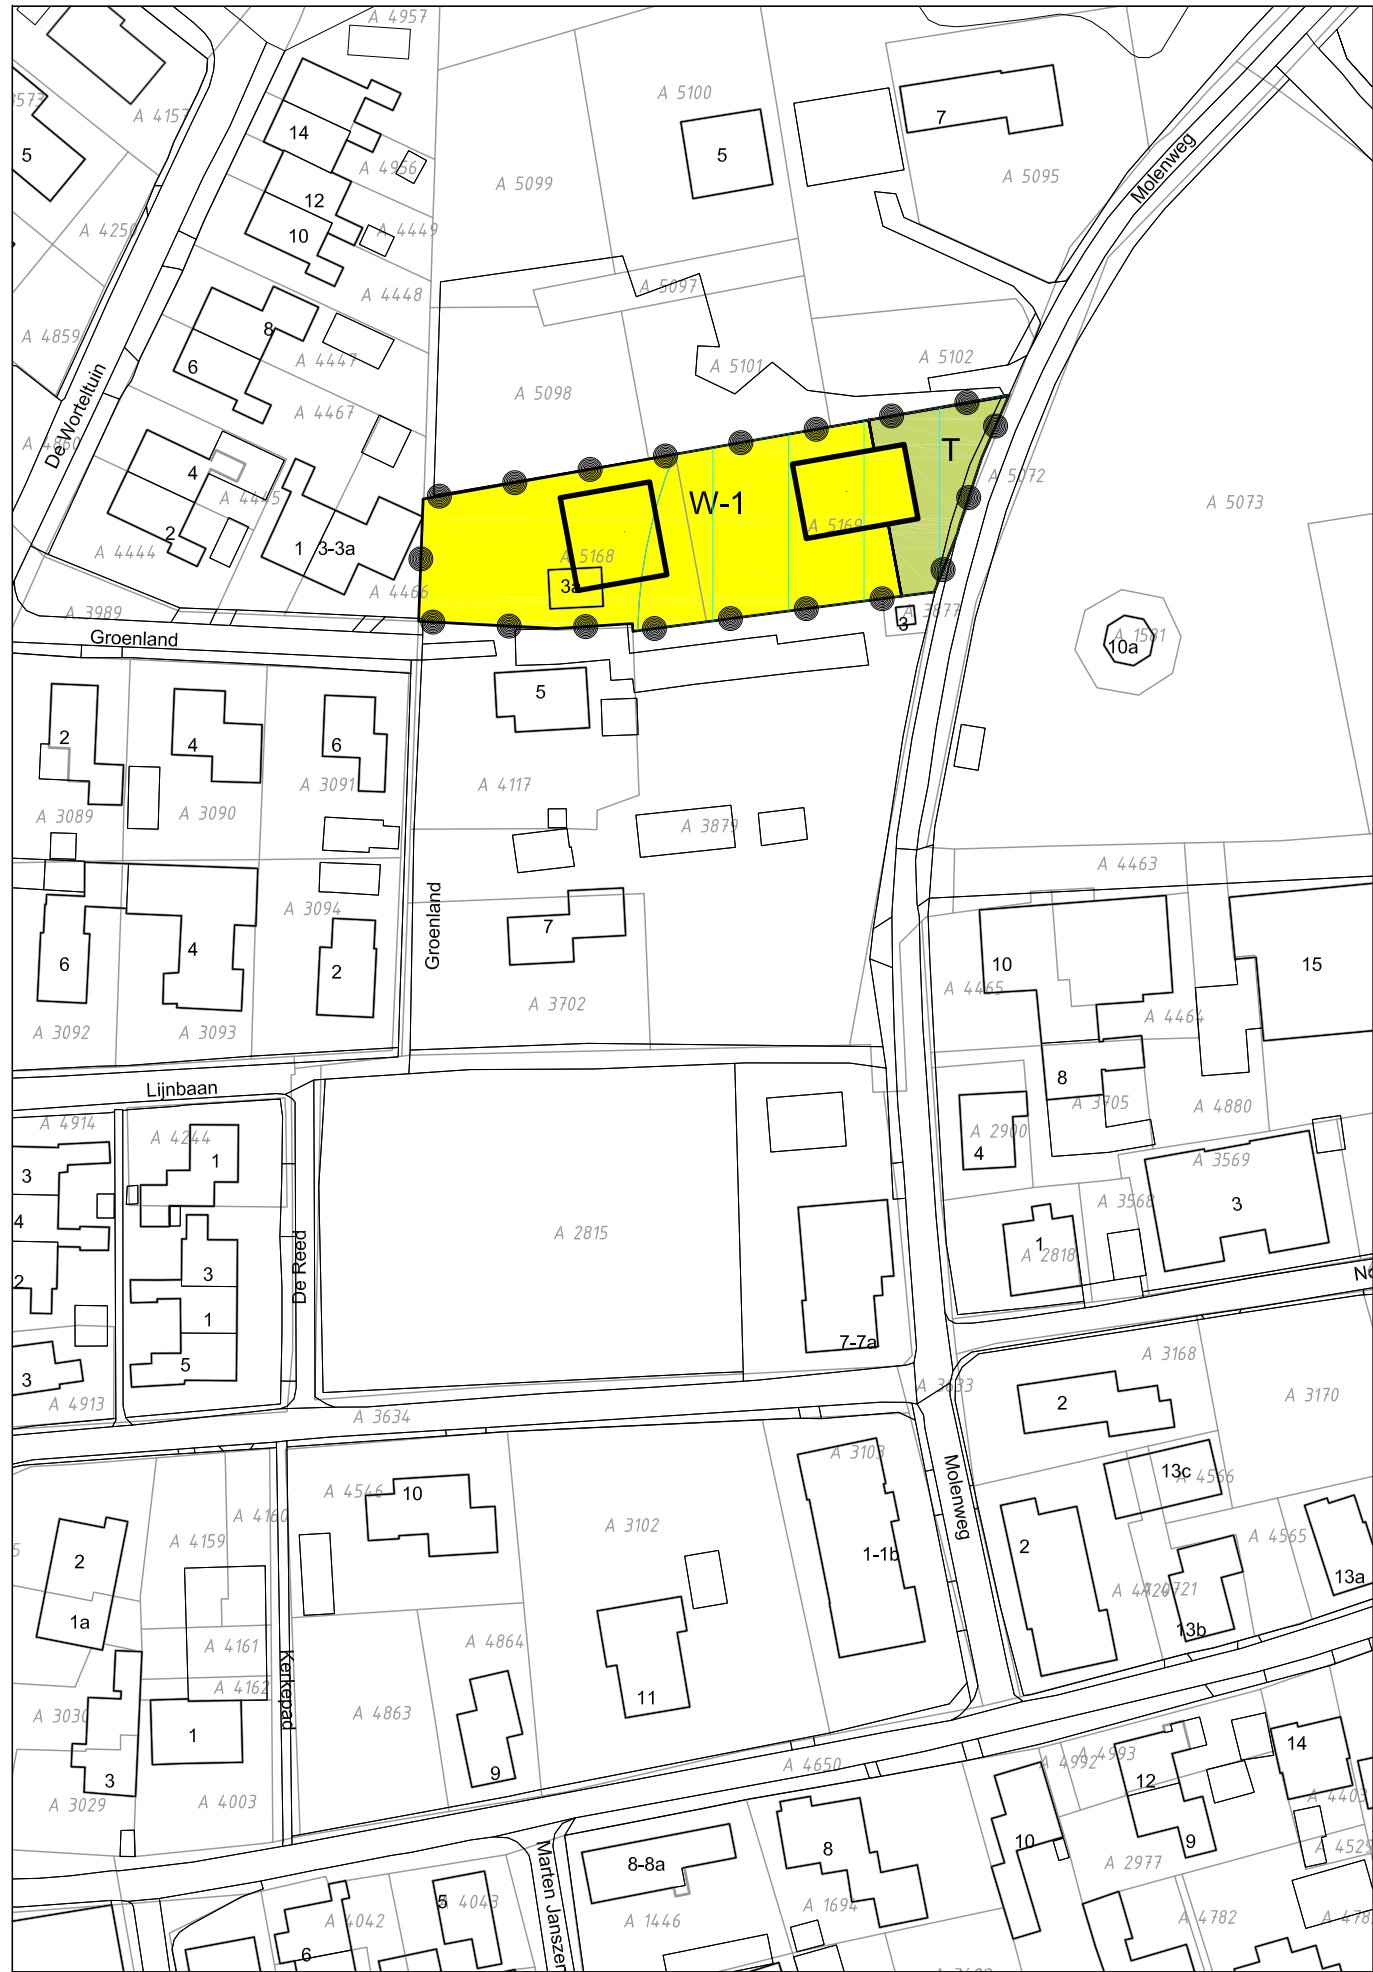 A 4957
A 5100
7
A 4157
14
5
5
A 4956
A 5099
A 5095
Molenweg
12
A 4250
10
A 4449
A 4448
A 5097
8
A 4859
A 4447
6
A 5101
A 5102
A 5098
A 4467
De Worteltuin
A 4860
4
T
A 4445
W-1
A 5072
A 5073
2
A 5169
A 4444
1
3-3a
A 5168
3a
A 4466
A 3989
A 3977
3
Groenland
A 1581
10a
5
2
4
6
A 3091
A 4117
A 3089
A 3090
A 3879
A 4463
A 3094
Groenland
7
6
4
2
10
15
A 4465
A 3702
A 4464
A 3092
A 3093
Lijnbaan
8
A 3705
A 4880
A 4914
A 4244
A 2900
4
3
1
A 3569
A 3568
3
4
A 2815
1
A 2818
De Reed
3
2
No
1
7-7a
5
A 3168
3
A 3633
A 3170
A 4913
A 3634
2
A 3103
Molenweg
13c
A 4566
A 4546
10
A 4160
A 3102
A 4159
A 4565
2
1-1b
2
13a
A 4721
1a
13b
A 4161
A 4864
Kerkepad
A 4162
11
A 3030
A 4863
1
14
A 4650
A 4992
A 4993
3
9
12
A 3029
A 4003
A 4403
10
9
8
8-8a
A 4529
A 2977
Marten Janszen
5
A 4043
A 4042
A 1446
A 1694
A 4782
6